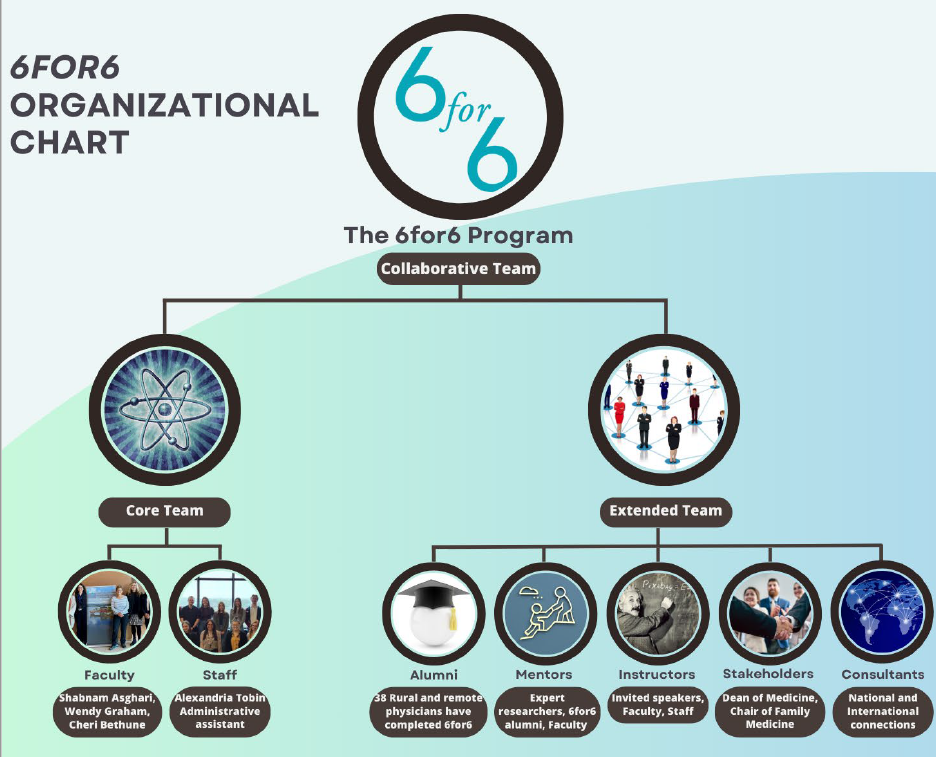 6FOR6
ORGANIZATIONAL
CHART
6
for
6
The 6for6 Program
Collaborative Team
Core Team
Extended Team
Faculty
Shabnam Asghari,
Wendy Graham,
Cheri Bethune
Staff
Alexandria Tobin
Administrative
assistant
Alumni
38 Rural and remote
physicians have
completed 6for6
Mentors
Expert
researchers, 6for6
alumni, Faculty
Instructors
Invited speakers,
Faculty, Staff
Stakeholders
Dean of Medicine,
Chair of Family
Medicine
Consultants
National and
International
connections